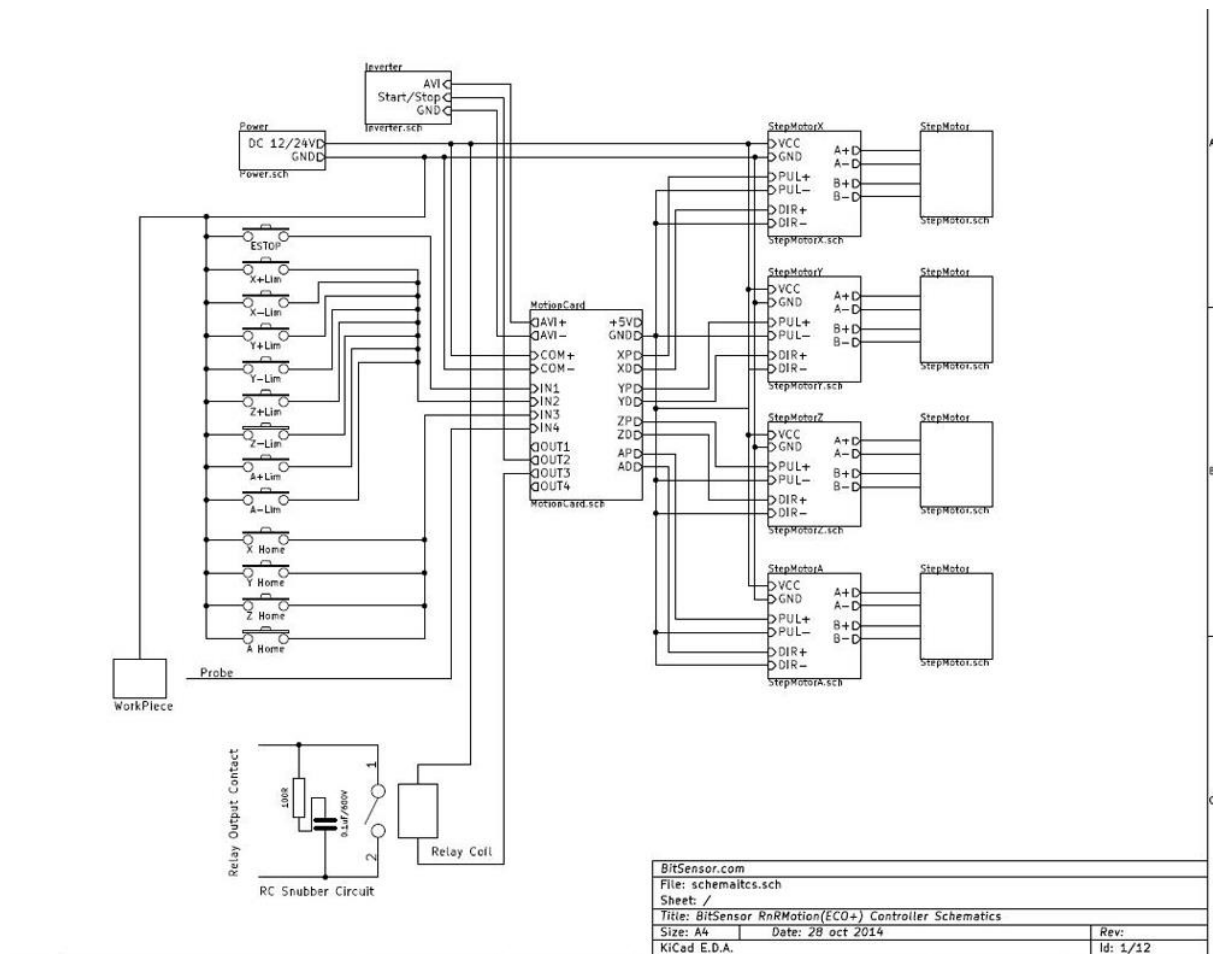 Inverter
AVI
Start/Stop
GND
Inverter.sch
Power
DC 12/24V
GND
Power.sch
ESTOP
X+Lim
X-Lim
Y+Lim
Y-Lim
Z+Lim
Z-Lim
A+Lim
A-Lim
X Home
Y Home
Z Home
A Home
Probe
WorkPiece
MotionCard
AVI+ +5V
AVI- GND
COM+ XP
COM- XD
IN1 YP
IN2 YD
IN3 ZP
IN4 ZD
OUT1
OUT2 AP
OUT3 AD
OUT4
MotionCard.sch
StepMotorX StepMotor
VCC A+
GND A-
PUL+ B+
PUL- B-
DIR+
DIR-
StepMotorX.sch StepMotor.sch
StepMotorY StepMotor
VCC A+
GND A-
PUL+ B+
PUL- B-
DIR+
DIR-
StepMotorY.sch StepMotor.sch
StepMotorZ StepMotor
VCC A+
GND A-
PUL+ B+
PUL- B-
DIR+
DIR-
StepMotorZ.sch StepMotor.sch
StepMotorA StepMotor
VCC A+
GND A-
PUL+ B+
PUL- B-
DIR+
DIR-
StepMotorA.sch StepMotor.sch
Relay Output Contact
100R
0.1uF/600V
1
2
Relay Coil
RC Snubber Circuit
A
B
C
BitSensor.com
File: schemaitcs.sch
Sheet: /
Title: BitSensor RnRMotion(ECO+) Controller Schematics
Size: A4 Date: 28 oct 2014 Rev:
KiCad E.D.A. Id: 1/12